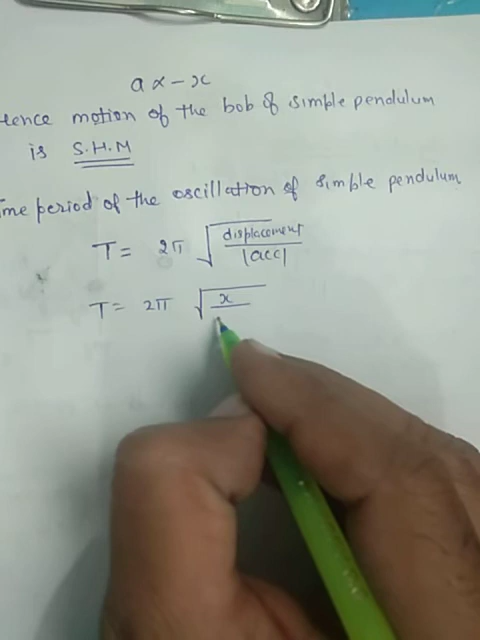 a ∝ - x
Hence motion of the bob of simple pendulum
is S.H.M
Time period of the oscillation of simple pendulum
T = 2π √(displacement / |acc|)
T = 2π √(x /